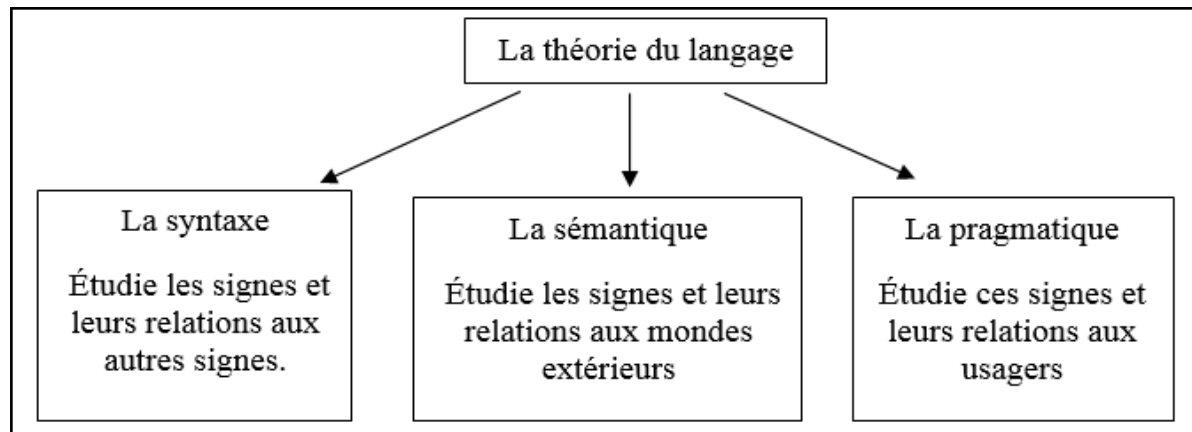 La théorie du langage
La syntaxe
Étudie les signes et
leurs relations aux
autres signes.
La sémantique
Étudie les signes et leurs
relations aux mondes
extérieurs
La pragmatique
Étudie ces signes et
leurs relations aux
usagers